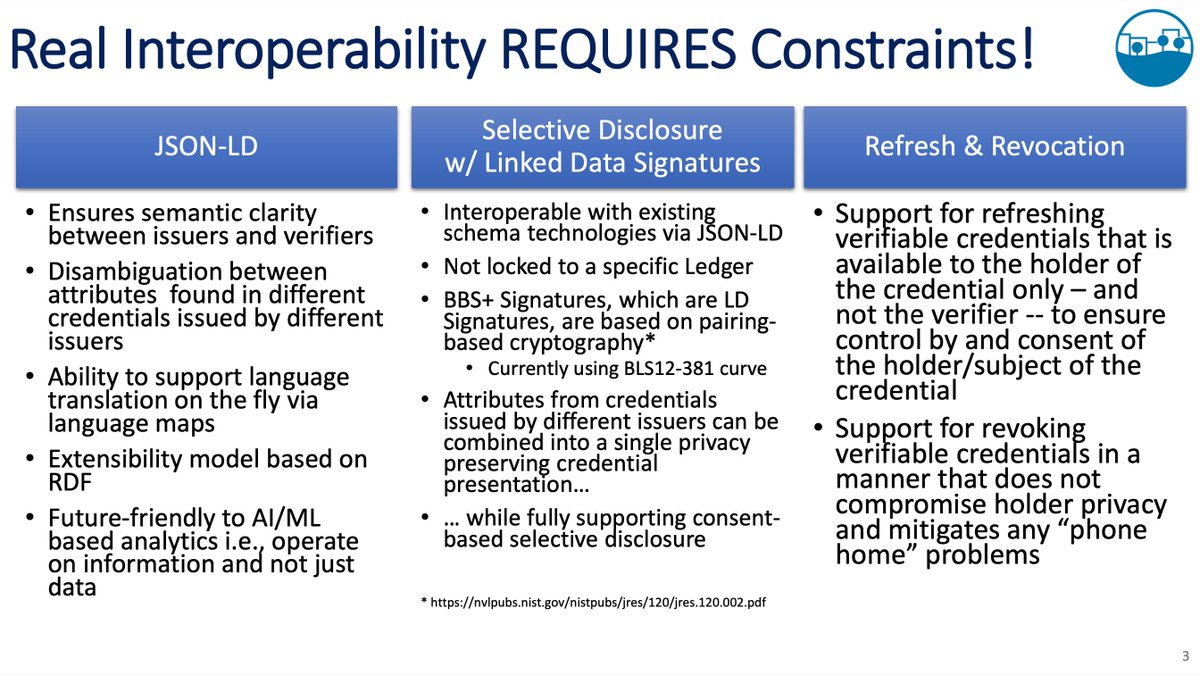 Real Interoperability REQUIRES Constraints!
JSON-LD
• Ensures semantic clarity
between issuers and verifiers
• Disambiguation between
attributes found in different
credentials issued by different
issuers
• Ability to support language
translation on the fly via
language maps
• Extensibility model based on
RDF
• Future-friendly to AI/ML
based analytics i.e., operate
on information and not just
data
Selective Disclosure
w/ Linked Data Signatures
• Interoperable with existing
schema technologies via JSON-LD
• Not locked to a specific Ledger
• BBS+ Signatures, which are LD
Signatures, are based on pairing-
based cryptography*
• Currently using BLS12-381 curve
• Attributes from credentials
issued by different issuers can be
combined into a single privacy
preserving credential
presentation…
• … while fully supporting consent-
based selective disclosure
* https://nvlpubs.nist.gov/nistpubs/jres/120/jres.120.002.pdf
Refresh & Revocation
• Support for refreshing
verifiable credentials that is
available to the holder of
the credential only – and
not the verifier -- to ensure
control by and consent of
the holder/subject of the
credential
• Support for revoking
verifiable credentials in a
manner that does not
compromise holder privacy
and mitigates any “phone
home” problems
3